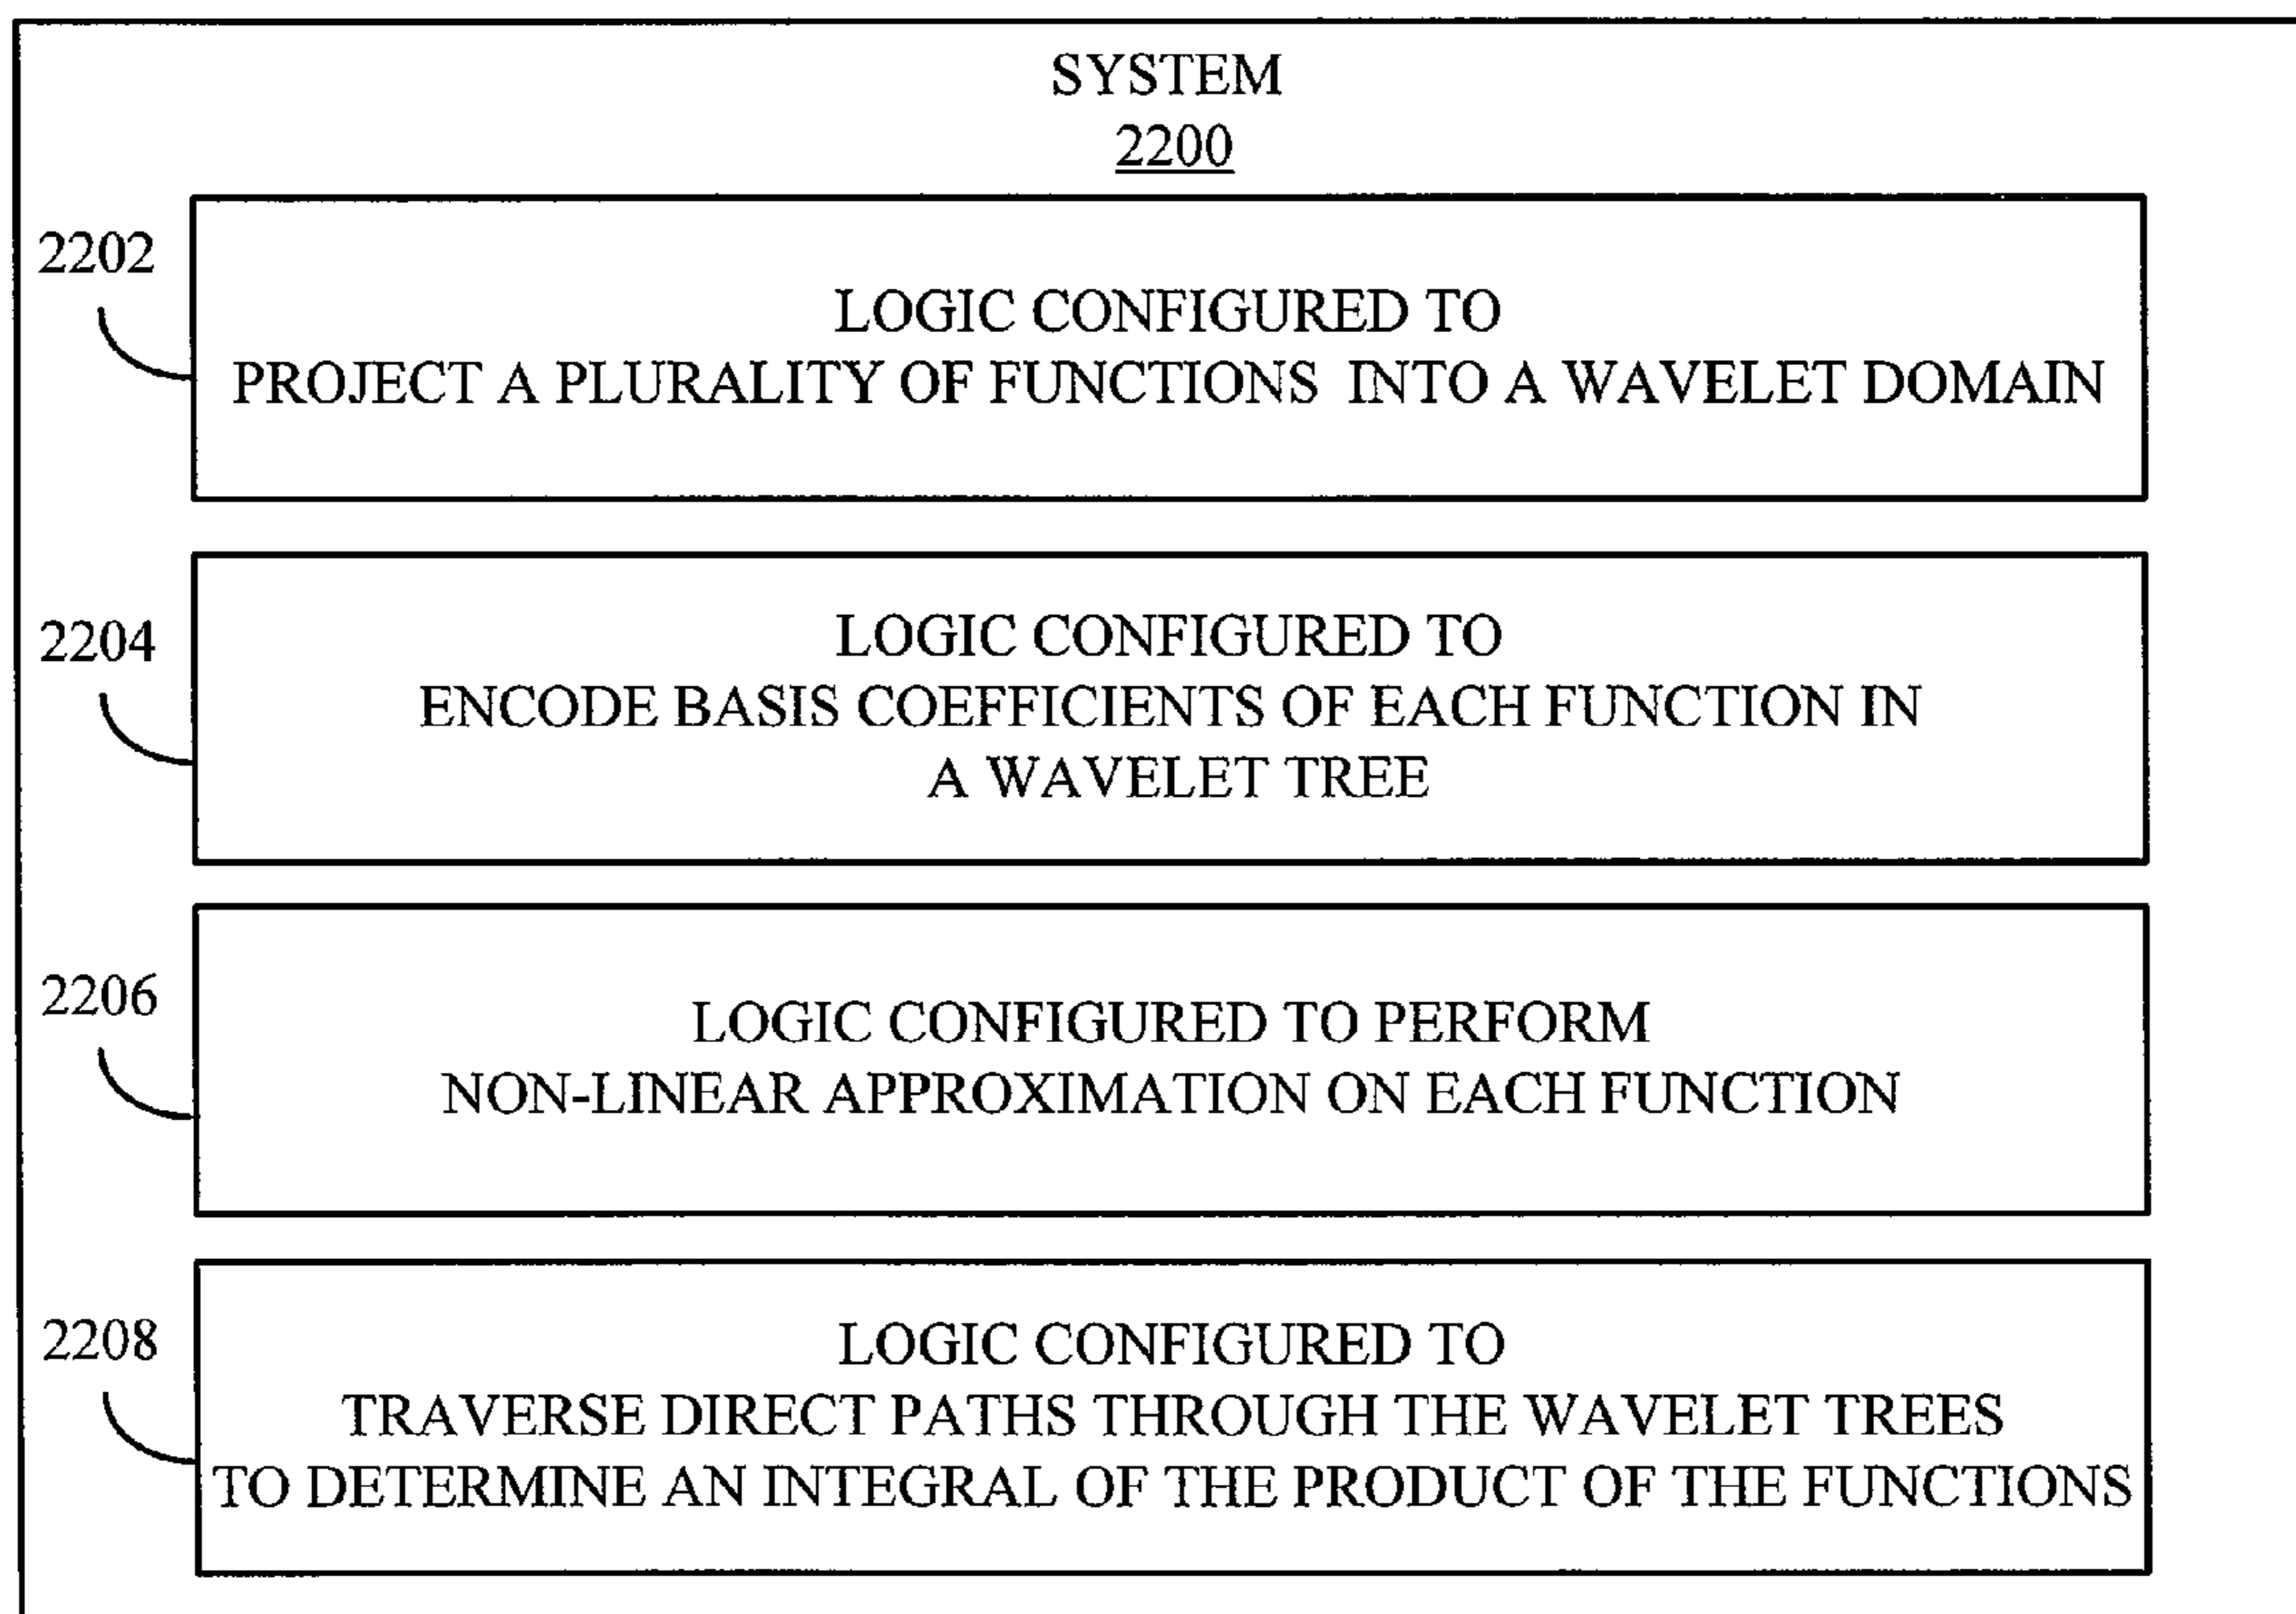 SYSTEM
2200
2202
LOGIC CONFIGURED TO
PROJECT A PLURALITY OF FUNCTIONS INTO A WAVELET DOMAIN
2204
LOGIC CONFIGURED TO
ENCODE BASIS COEFFICIENTS OF EACH FUNCTION IN
A WAVELET TREE
2206
LOGIC CONFIGURED TO PERFORM
NON-LINEAR APPROXIMATION ON EACH FUNCTION
2208
LOGIC CONFIGURED TO
TRAVERSE DIRECT PATHS THROUGH THE WAVELET TREES
TO DETERMINE AN INTEGRAL OF THE PRODUCT OF THE FUNCTIONS